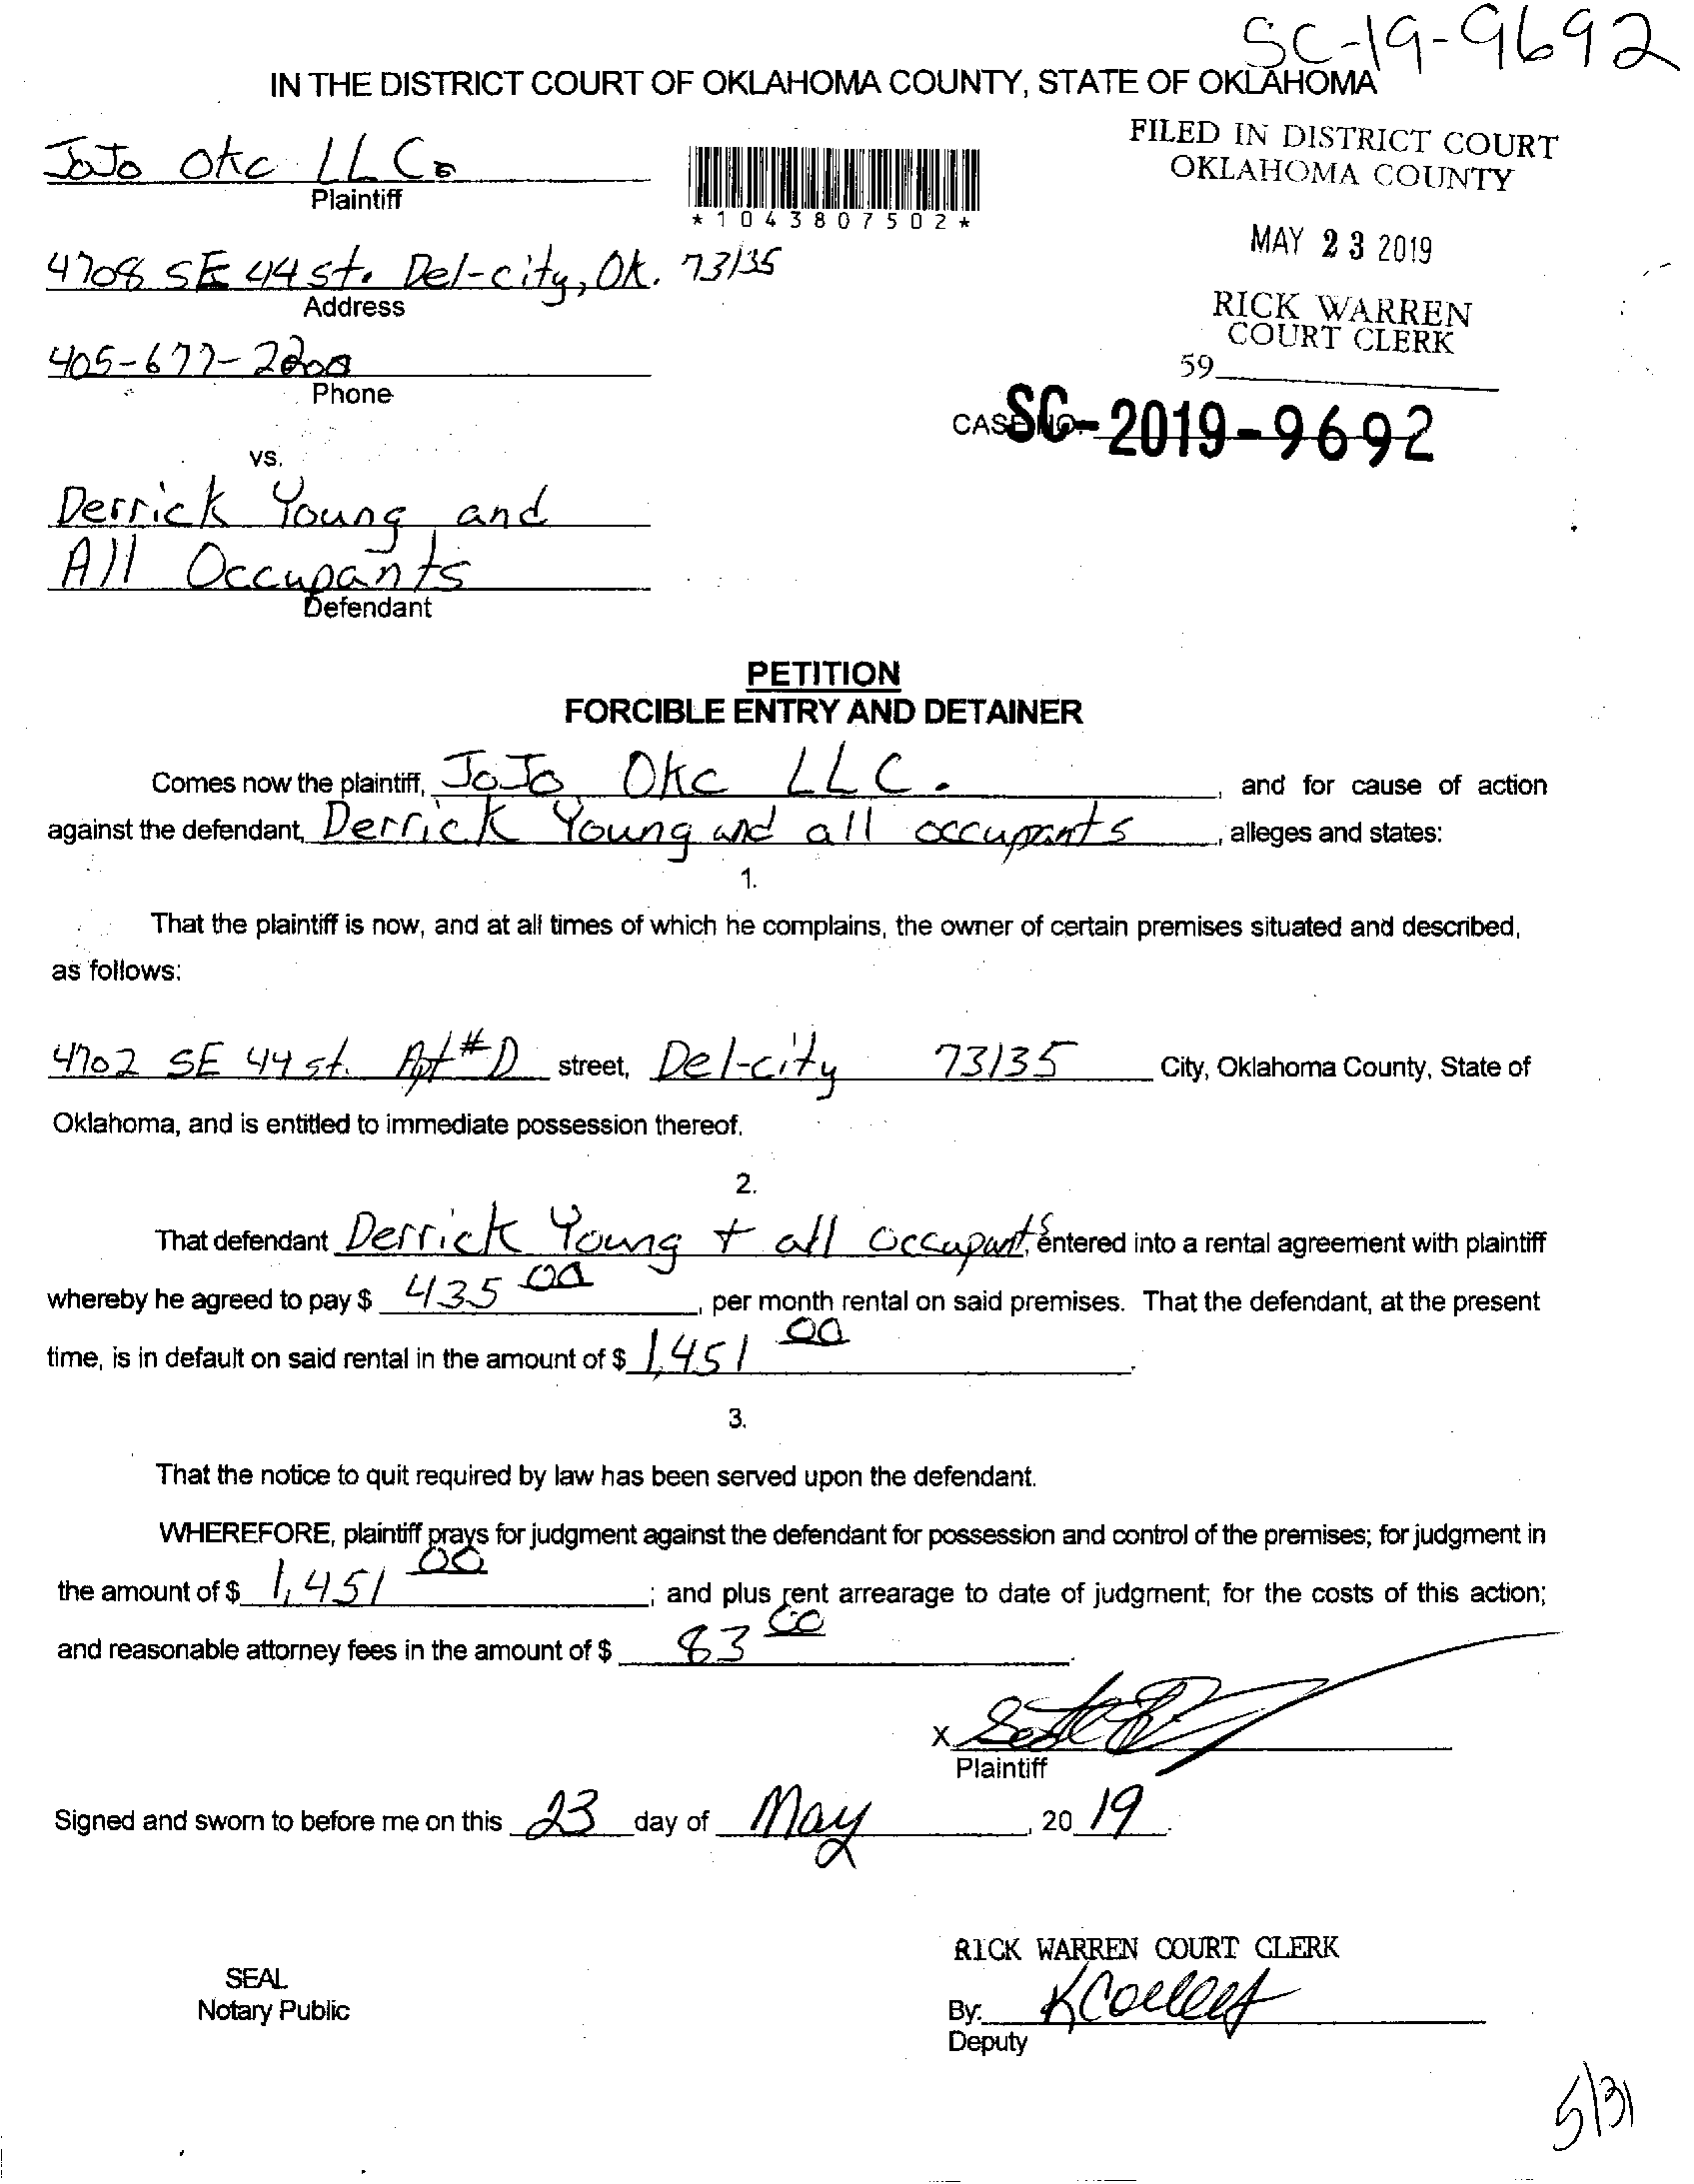 SC-19-9692
IN THE DISTRICT COURT OF OKLAHOMA COUNTY, STATE OF OKLAHOMA
JoJo Okc LLC.
Plaintiff
*1043807502*
FILED IN DISTRICT COURT
OKLAHOMA COUNTY
MAY 23 2019
RICK WARREN
COURT CLERK
59
4708 SE 44 St. Del-city, Ok. 73135
Address
405-677-2200
Phone
CASE NO. SC-2019-9692
vs.
Derrick Young and
All Occupants
Defendant
PETITION
FORCIBLE ENTRY AND DETAINER
Comes now the plaintiff, JoJo Okc LLC. , and for cause of action
against the defendant, Derrick Young and all occupants , alleges and states:
1.
That the plaintiff is now, and at all times of which he complains, the owner of certain premises situated and described,
as follows:
4702 SE 44 st. Apt #D street, Del-city 73135 City, Oklahoma County, State of
Oklahoma, and is entitled to immediate possession thereof.
2.
That defendant Derrick Young + all Occupants, entered into a rental agreement with plaintiff
whereby he agreed to pay $ 435 00 , per month rental on said premises. That the defendant, at the present
time, is in default on said rental in the amount of $ 1,451 00 .
3.
That the notice to quit required by law has been served upon the defendant.
WHEREFORE, plaintiff prays for judgment against the defendant for possession and control of the premises; for judgment in
the amount of $ 1,451 00 ; and plus rent arrearage to date of judgment; for the costs of this action;
and reasonable attorney fees in the amount of $ 83 00 .
X
Plaintiff
Signed and sworn to before me on this 23 day of May , 20 19 .
RICK WARREN COURT CLERK
SEAL
Notary Public
By:
Deputy
5/31